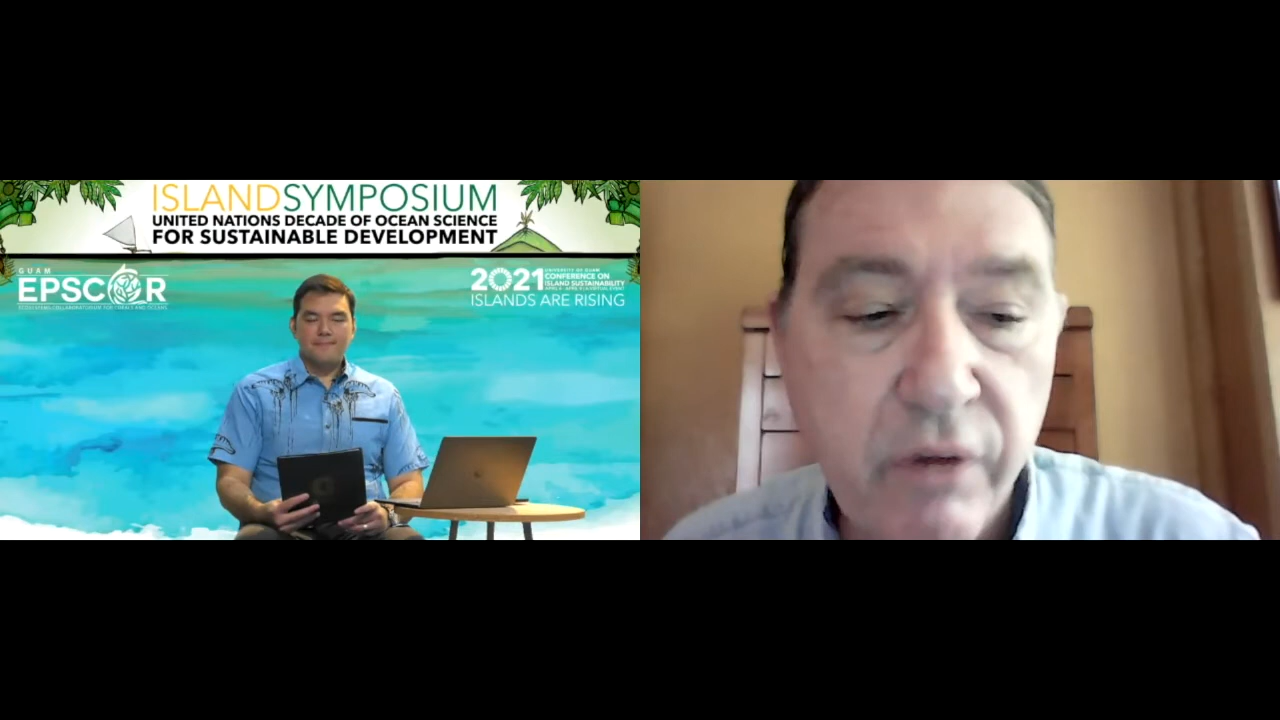 ISLANDSYMPOSIUM
UNITED NATIONS DECADE OF OCEAN SCIENCE
FOR SUSTAINABLE DEVELOPMENT
GUAM
EPSCOR
2021
UNIVERSITY OF GUAM
CONFERENCE ON
ISLAND SUSTAINABILITY
ISLANDS ARE RISING